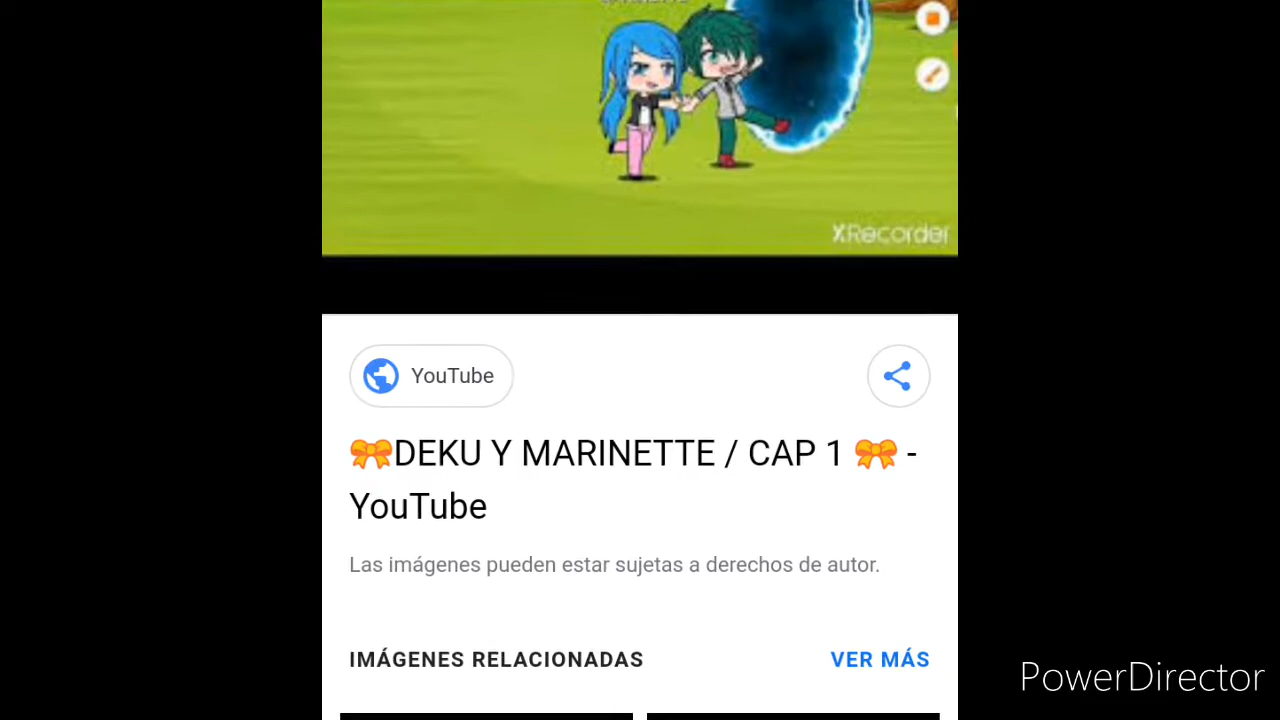 XRecorder
YouTube
🎀DEKU Y MARINETTE / CAP 1 🎀 -
YouTube
Las imágenes pueden estar sujetas a derechos de autor.
IMÁGENES RELACIONADAS
VER MÁS
PowerDirector